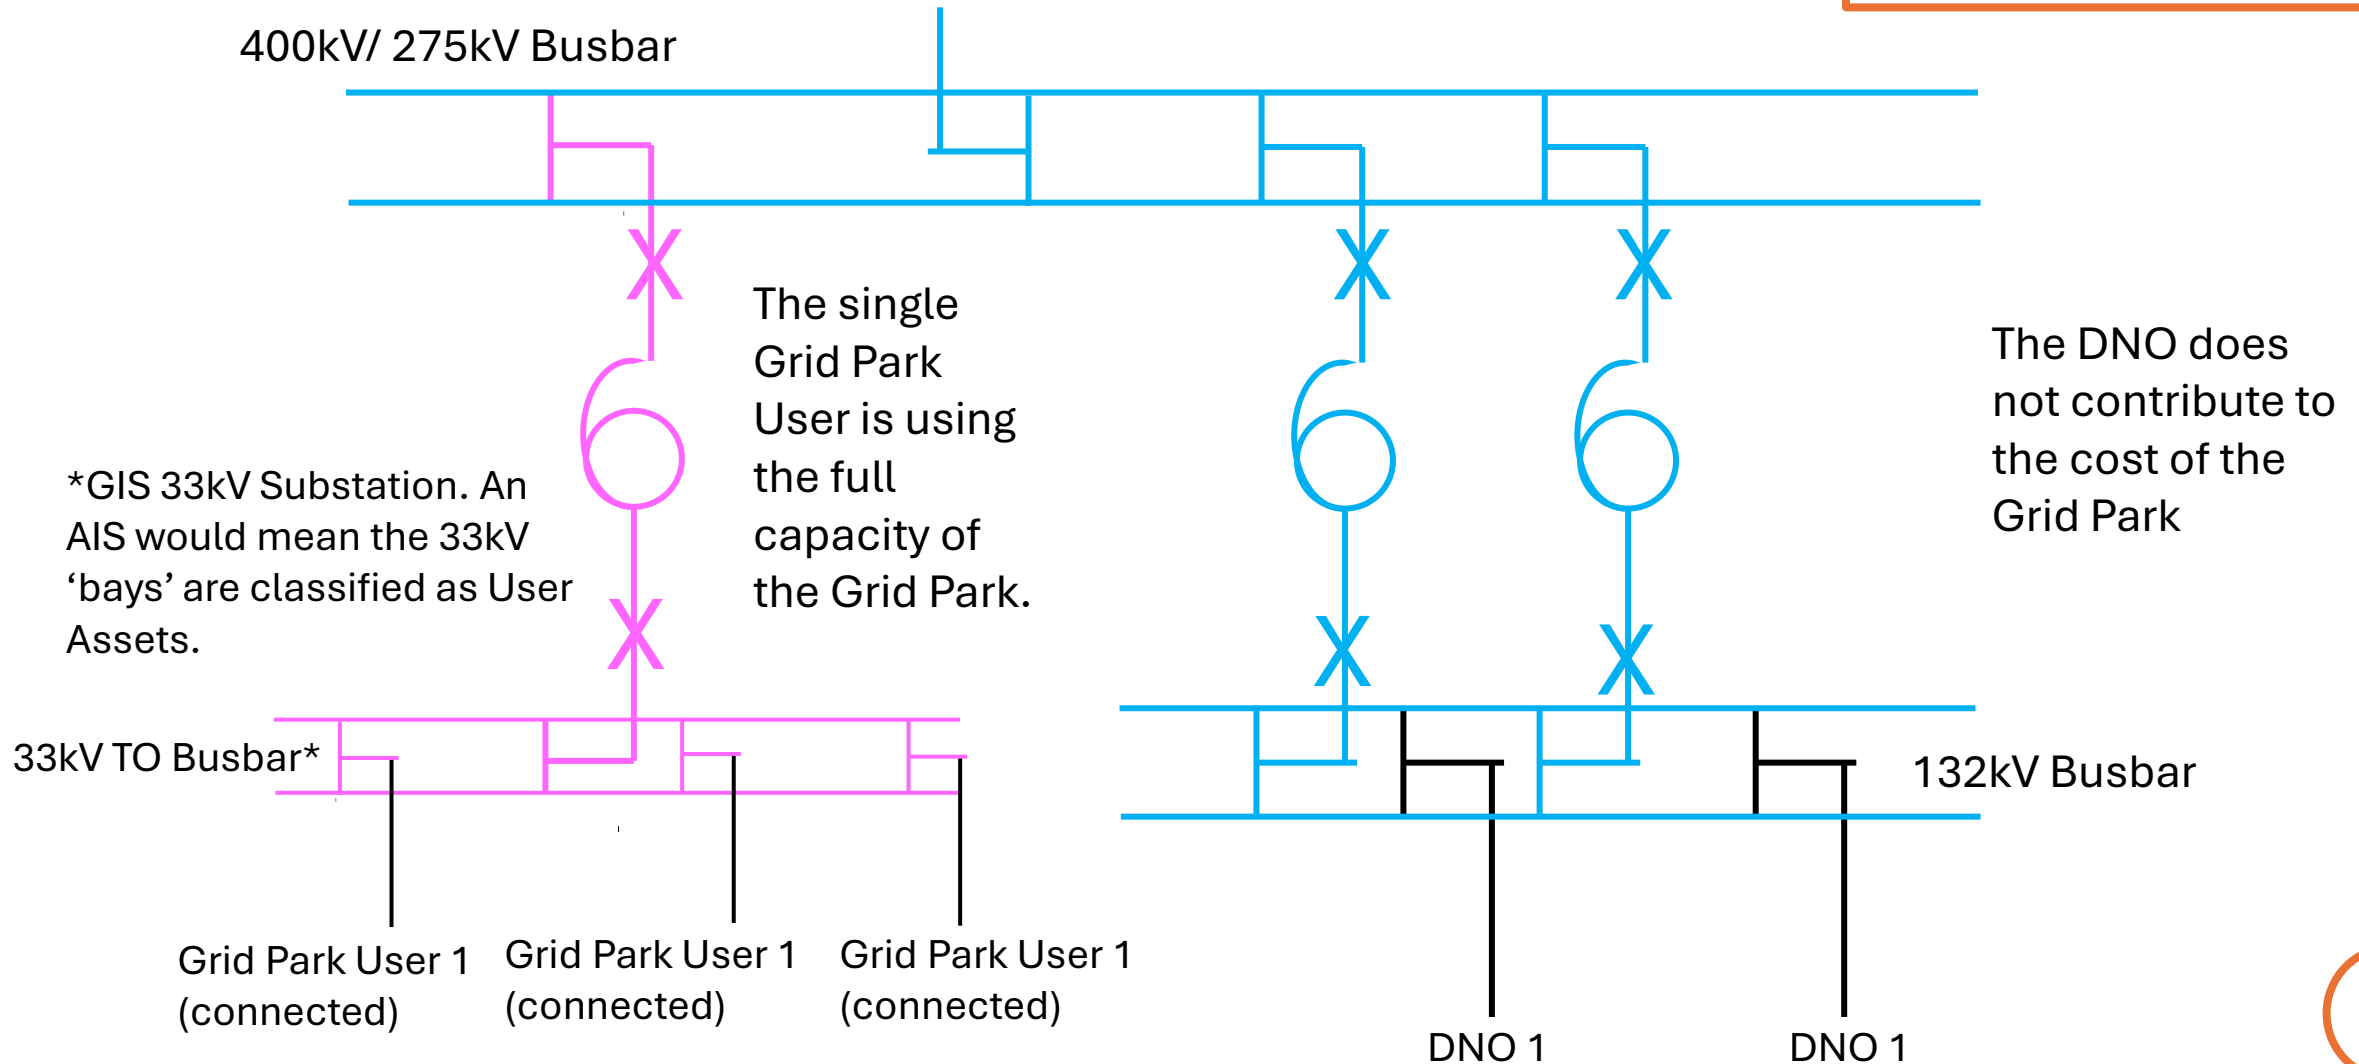 400kV/ 275kV Busbar
The single
Grid Park
User is using
the full
capacity of
the Grid Park.
The DNO does
not contribute to
the cost of the
Grid Park
*GIS 33kV Substation. An
AIS would mean the 33kV
‘bays’ are classified as User
Assets.
33kV TO Busbar*
132kV Busbar
Grid Park User 1
(connected)
Grid Park User 1
(connected)
Grid Park User 1
(connected)
DNO 1
DNO 1